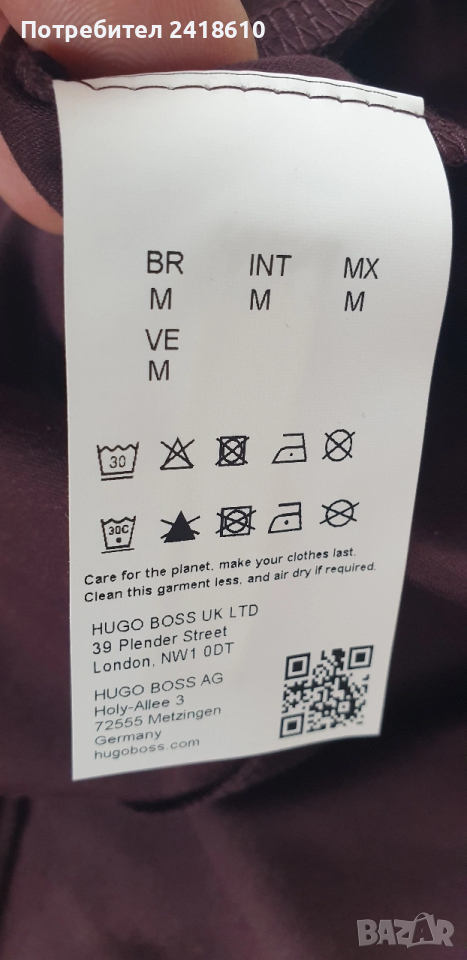 Потребител 2418610
BR INT MX
M M M
VE
M
30
30C
Care for the planet, make your clothes last.
Clean this garment less, and air dry if required.
HUGO BOSS UK LTD
39 Plender Street
London, NW1 0DT
HUGO BOSS AG
Holy-Allee 3
72555 Metzingen
Germany
hugoboss.com
BAZAR